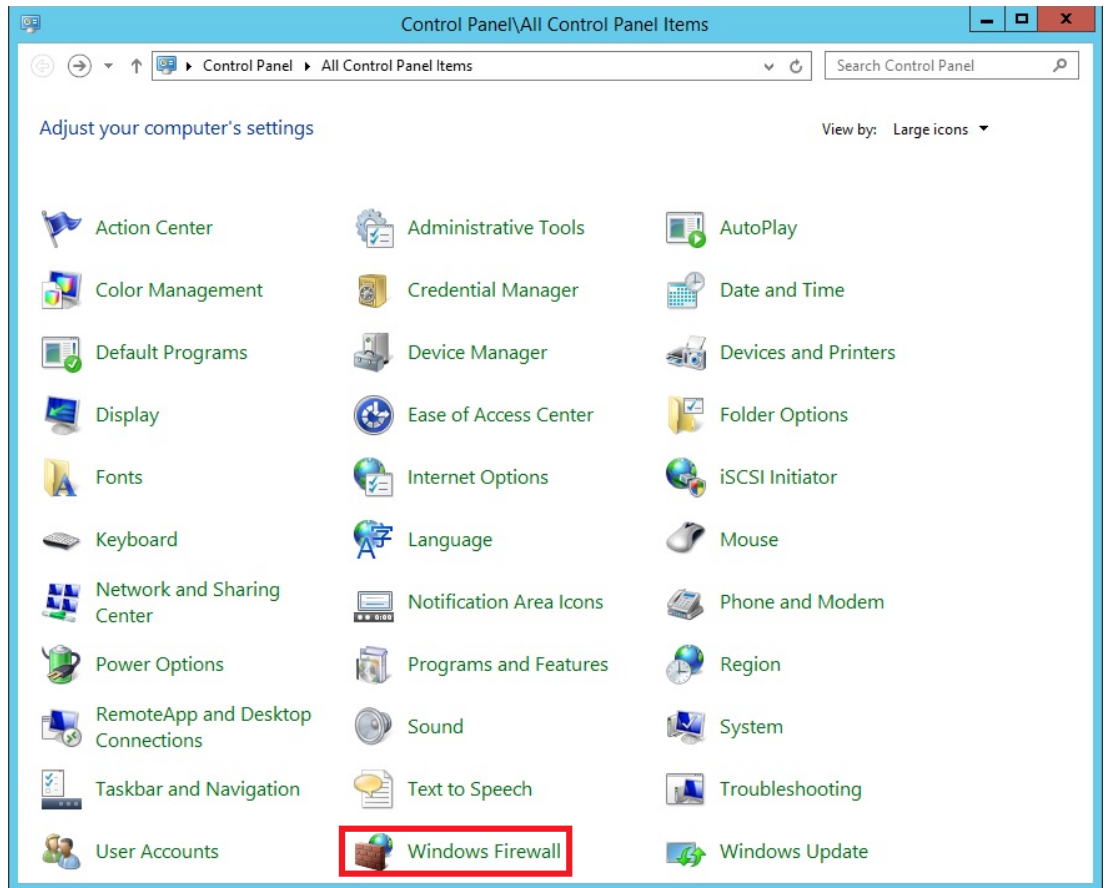 Control Panel\All Control Panel Items
Control Panel All Control Panel Items
Search Control Panel
Adjust your computer's settings
View by: Large icons
Action Center
Administrative Tools
AutoPlay
Color Management
Credential Manager
Date and Time
Default Programs
Device Manager
Devices and Printers
Display
Ease of Access Center
Folder Options
Fonts
Internet Options
iSCSI Initiator
Keyboard
Language
Mouse
Network and Sharing
Center
Notification Area Icons
Phone and Modem
Power Options
Programs and Features
Region
RemoteApp and Desktop
Connections
Sound
System
Taskbar and Navigation
Text to Speech
Troubleshooting
User Accounts
Windows Firewall
Windows Update